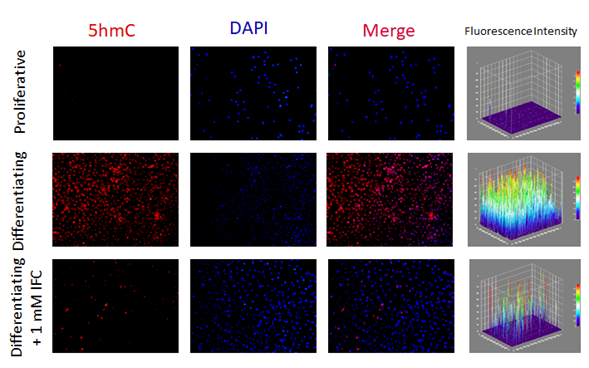 5hmC
DAPI
Merge
Fluorescence Intensity
Proliferative
Differentiating
Differentiating
+ 1 mM IFC